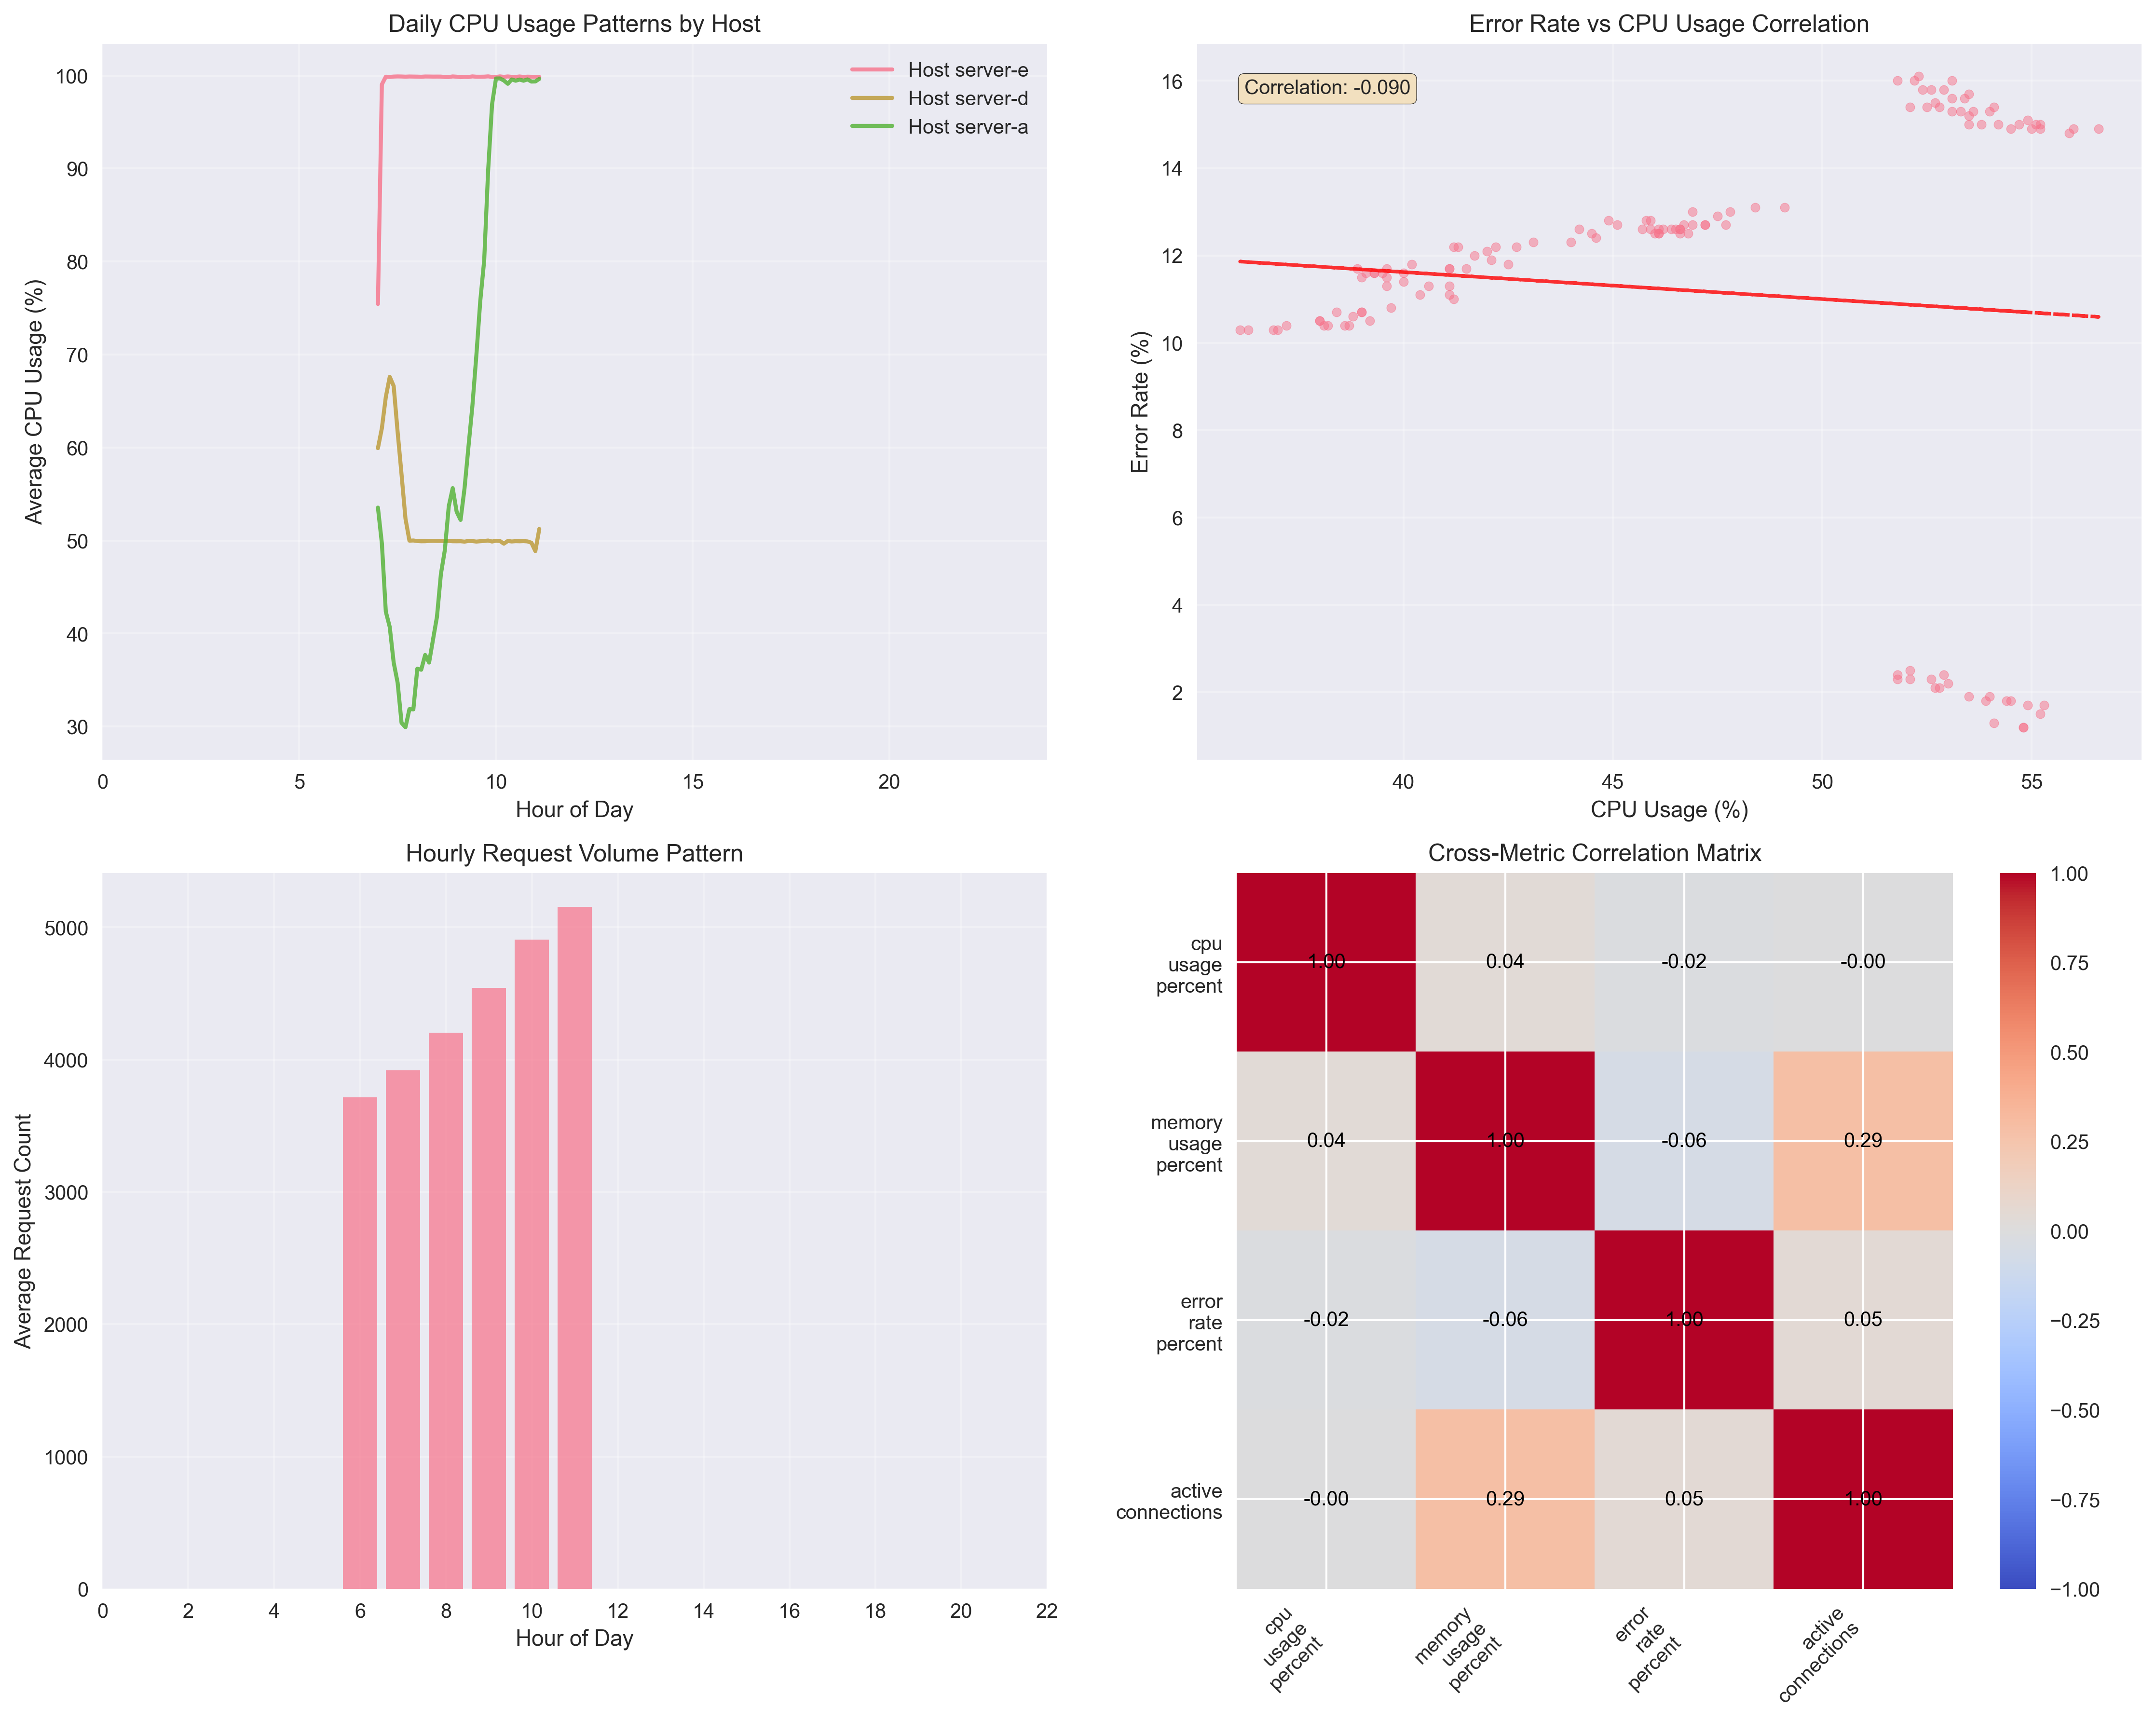 Daily CPU Usage Patterns by Host
Average CPU Usage (%)
100
90
80
70
60
50
40
30
Host server-e
Host server-d
Host server-a
0 5 10 15 20
Hour of Day
Error Rate vs CPU Usage Correlation
Error Rate (%)
16
14
12
10
8
6
4
2
Correlation: -0.090
40 45 50 55
CPU Usage (%)
Hourly Request Volume Pattern
Average Request Count
5000
4000
3000
2000
1000
0
0 2 4 6 8 10 12 14 16 18 20 22
Hour of Day
Cross-Metric Correlation Matrix
cpu
usage
percent
1.00 0.04 -0.02 -0.00
memory
usage
percent
0.04 1.00 -0.06 0.29
error
rate
percent
-0.02 -0.06 1.00 0.05
active
connections
-0.00 0.29 0.05 1.00
cpu
usage
percent
memory
usage
percent
error
rate
percent
active
connections
1.00
0.75
0.50
0.25
0.00
−0.25
−0.50
−0.75
−1.00